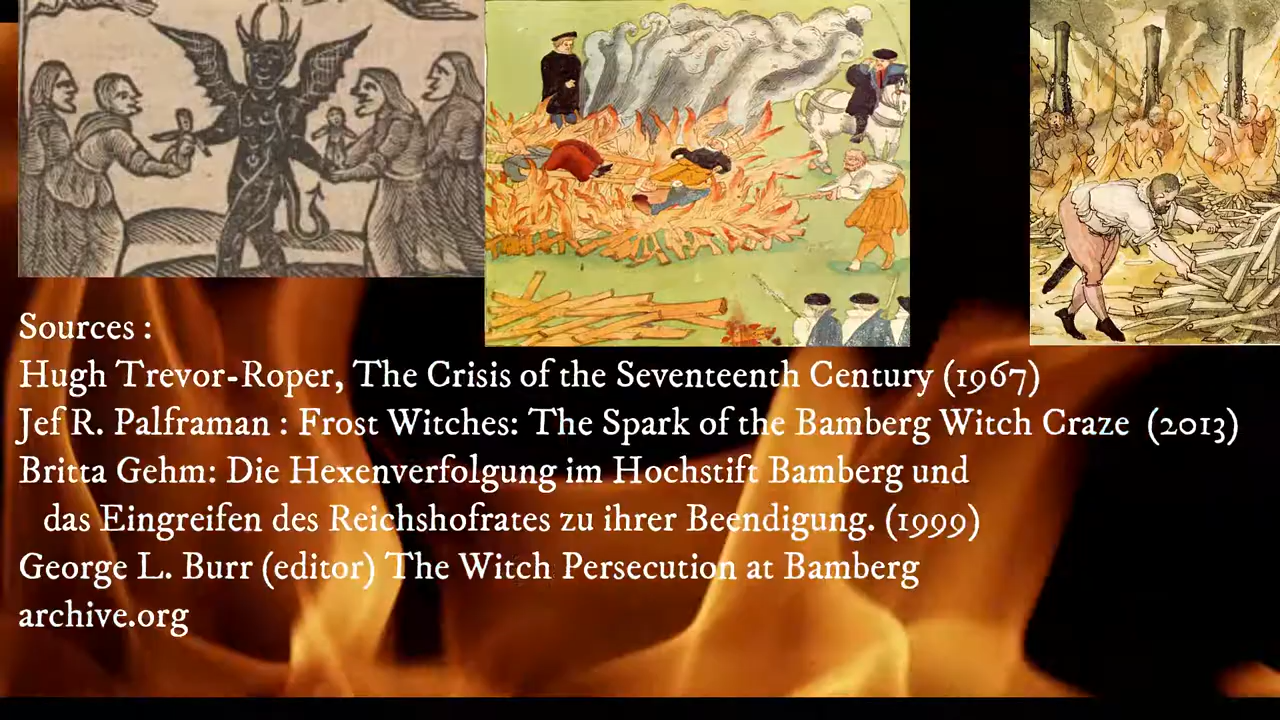 Sources :
Hugh Trevor-Roper, The Crisis of the Seventeenth Century (1967)
Jef R. Palframan : Frost Witches: The Spark of the Bamberg Witch Craze (2013)
Britta Gehm: Die Hexenverfolgung im Hochstift Bamberg und
das Eingreifen des Reichshofrates zu ihrer Beendigung. (1999)
George L. Burr (editor) The Witch Persecution at Bamberg
archive.org